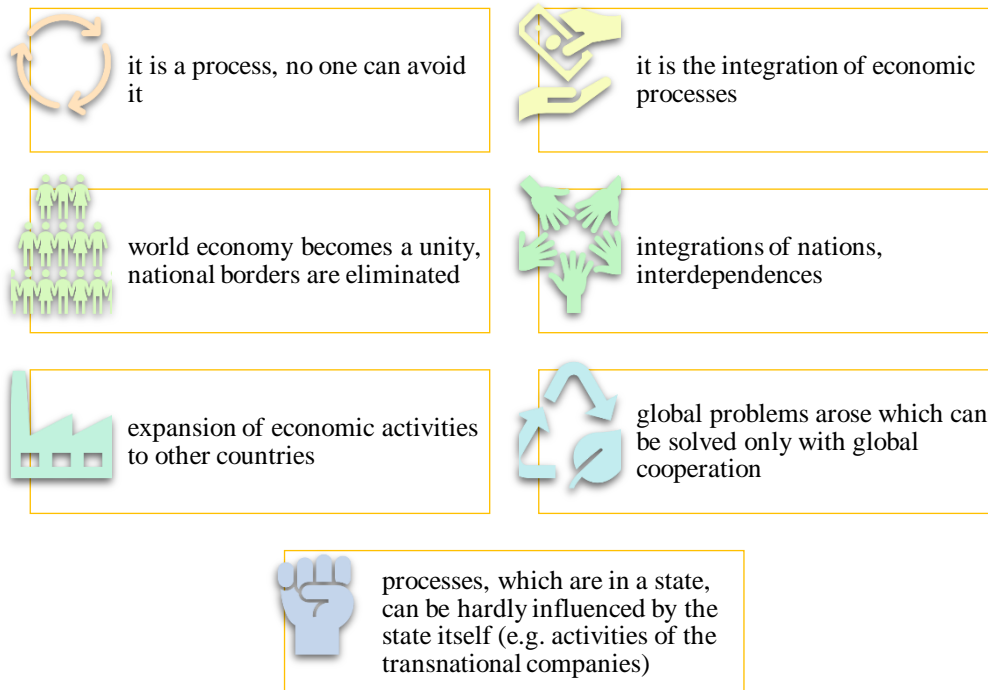 it is a process, no one can avoid
it
it is the integration of economic
processes
world economy becomes a unity,
national borders are eliminated
integrations of nations,
interdependences
expansion of economic activities
to other countries
global problems arose which can
be solved only with global
cooperation
processes, which are in a state,
can be hardly influenced by the
state itself (e.g. activities of the
transnational companies)